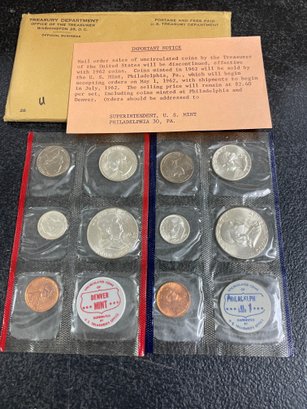 TREASURY DEPARTMENT
OFFICE OF THE TREASURER
WASHINGTON 25, D. C.
OFFICIAL BUSINESS
POSTAGE AND FEES PAID
U. S. TREASURY DEPARTMENT
U
IMPORTANT NOTICE
Mail order sales of uncirculated coins by the Treasurer
of the United States will be discontinued, effective
with 1962 coins. Coins minted in 1962 will be sold by
the U. S. Mint, Philadelphia, Pa., which will begin
accepting orders on May 1, 1962, with shipments to begin
in July, 1962. The selling price will remain at $2.40
per set, including coins minted at Philadelphia and
Denver. Orders should be addressed to
SUPERINTENDENT, U. S. MINT
PHILADELPHIA 30, PA.
DENVER
MINT
PHILADELPH